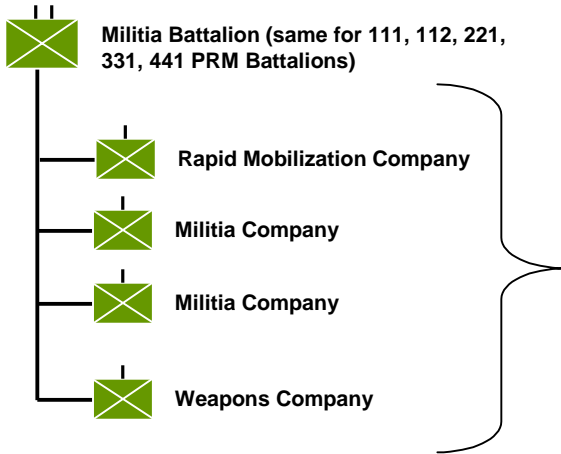 Militia Battalion (same for 111, 112, 221,
331, 441 PRM Battalions)
Rapid Mobilization Company
Militia Company
Militia Company
Weapons Company